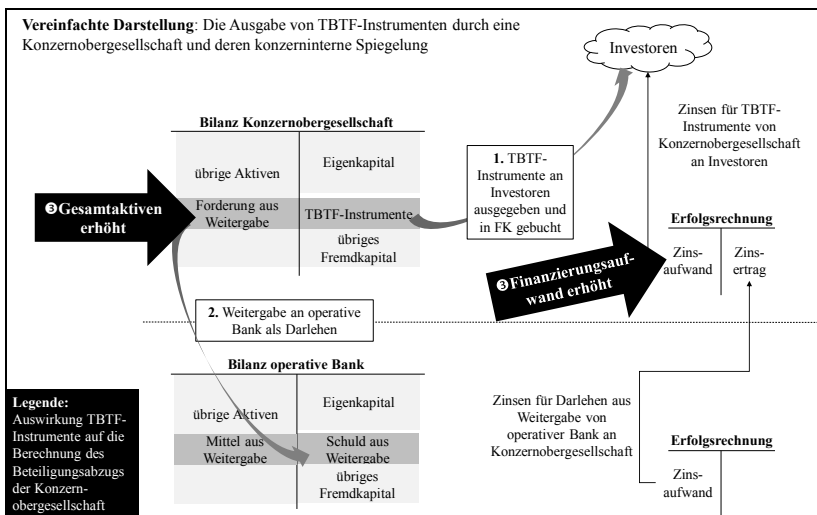 Vereinfachte Darstellung: Die Ausgabe von TBTF-Instrumenten durch eine
Konzernobergesellschaft und deren konzerninterne Spiegelung
Investoren
Bilanz Konzernobergesellschaft
übrige Aktiven
Eigenkapital
Forderung aus
Weitergabe
TBTF-Instrumente
übriges
Fremdkapital
❸Gesamtaktiven
erhöht
1. TBTF-
Instrumente an
Investoren
ausgegeben und
in FK gebucht
Zinsen für TBTF-
Instrumente von
Konzernobergesellschaft
an Investoren
Erfolgsrechnung
Zins-
aufwand
Zins-
ertrag
❸Finanzierungsauf-
wand erhöht
2. Weitergabe an operative
Bank als Darlehen
Bilanz operative Bank
übrige Aktiven
Eigenkapital
Mittel aus
Weitergabe
Schuld aus
Weitergabe
übriges
Fremdkapital
Zinsen für Darlehen aus
Weitergabe von
operativer Bank an
Konzernobergesellschaft
Erfolgsrechnung
Zins-
aufwand
Legende:
Auswirkung TBTF-
Instrumente auf die
Berechnung des
Beteiligungsabzugs
der Konzern-
obergesellschaft